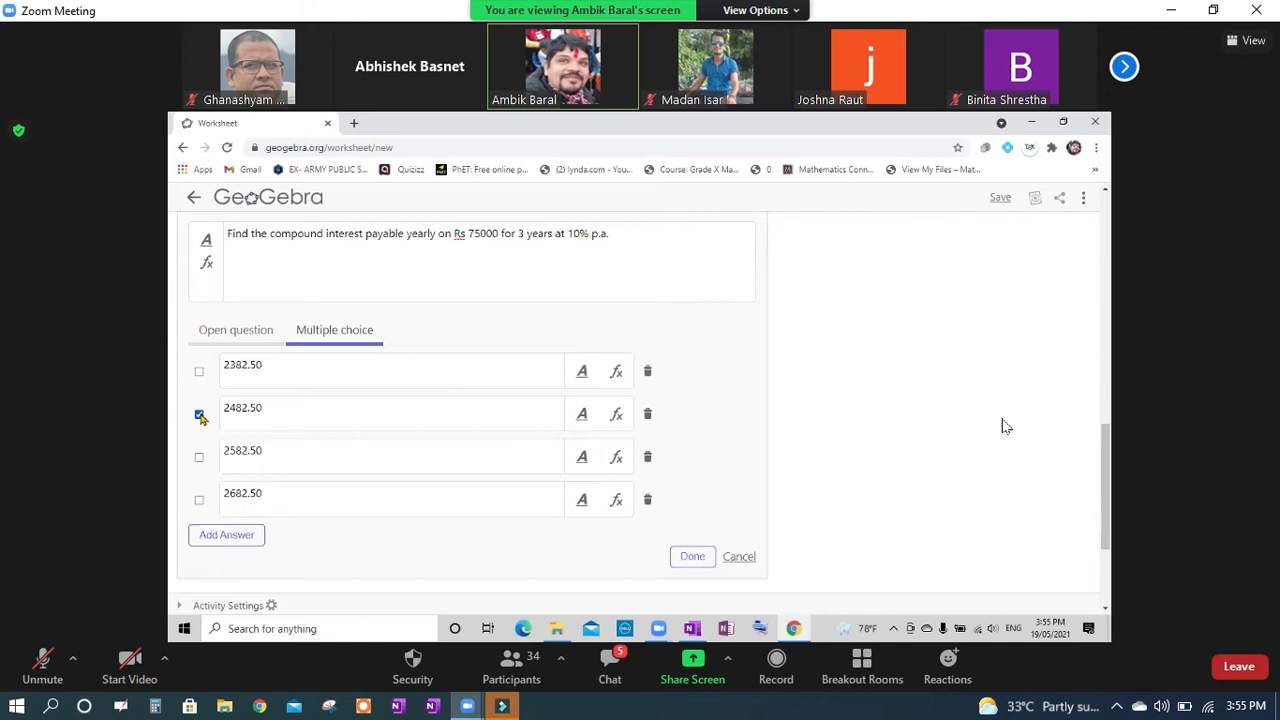 Zoom Meeting
You are viewing Ambik Baral's screen
View Options
View
Ghanashyam ...
Abhishek Basnet
Ambik Baral
Madan Isar
j
Joshna Raut
B
Binita Shrestha
Worksheet
geogebra.org/worksheet/new
Apps
Gmail
EX- ARMY PUBLIC S...
Quizizz
PhET: Free online p...
(2) lynda.com - You...
Course: Grade X Ma...
0
Mathematics Conn...
View My Files – Mat...
»
GeoGebra
Save
A
Find the compound interest payable yearly on Rs 75000 for 3 years at 10% p.a.
fx
Open question
Multiple choice
2382.50
A fx
2482.50
A fx
2582.50
A fx
2682.50
A fx
Add Answer
Done
Cancel
Activity Settings
Search for anything
78°F
ENG
3:55 PM
19/05/2021
Unmute
Start Video
Security
34
Participants
5
Chat
Share Screen
Record
Breakout Rooms
Reactions
Leave
33°C Partly su...
3:55 PM